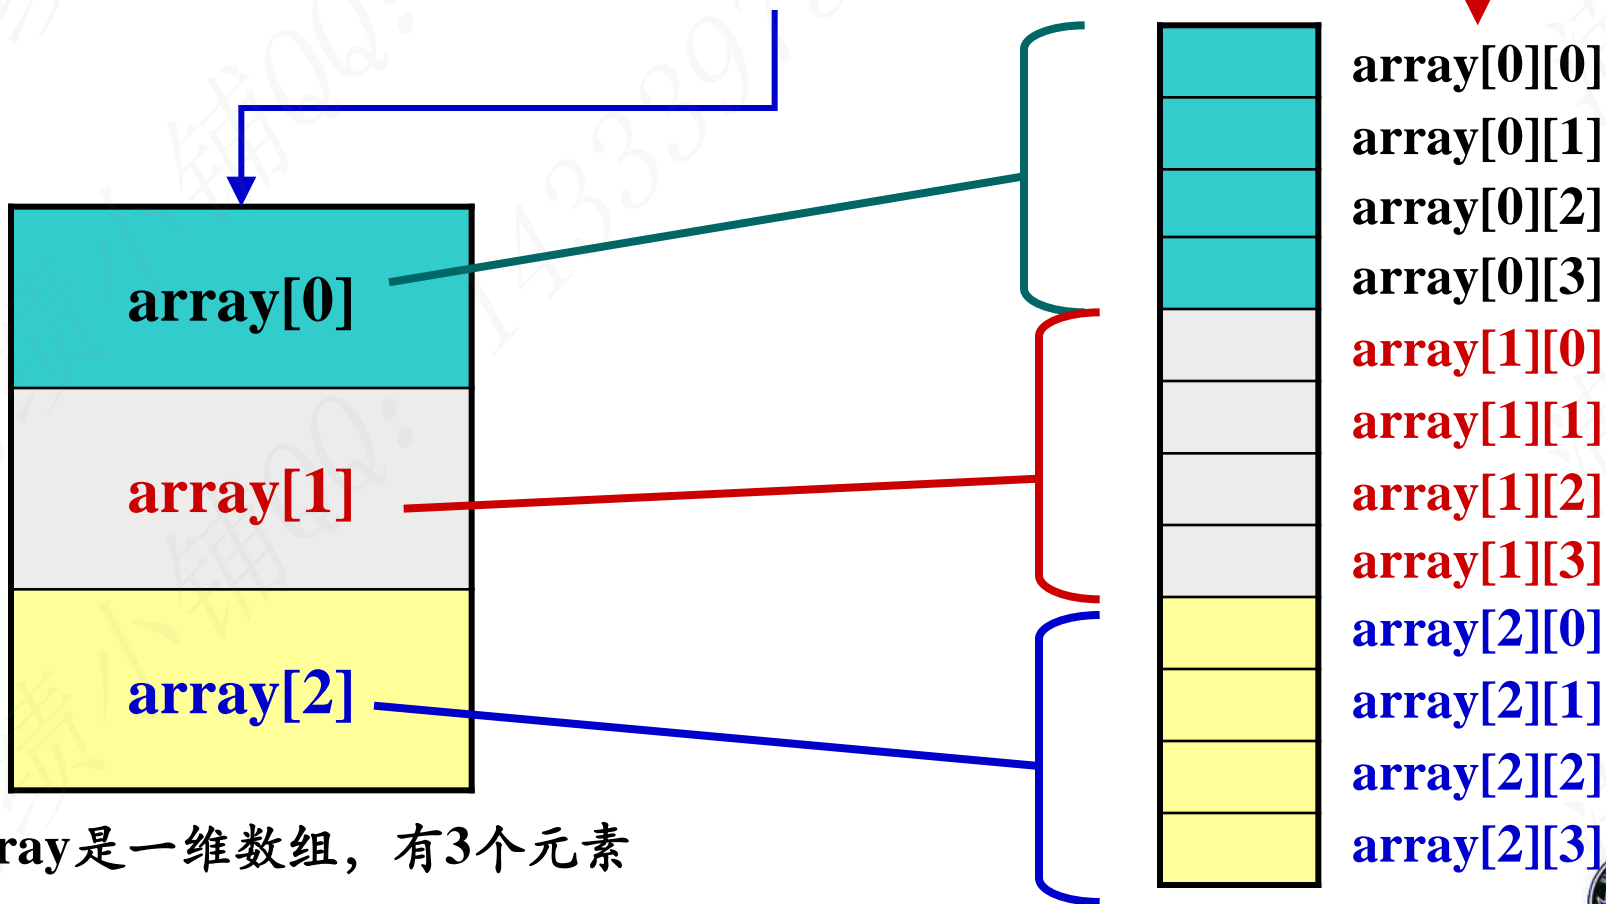 array[0]
array[1]
array[2]
ray是一维数组，有3个元素
array[0][0]
array[0][1]
array[0][2]
array[0][3]
array[1][0]
array[1][1]
array[1][2]
array[1][3]
array[2][0]
array[2][1]
array[2][2]
array[2][3]